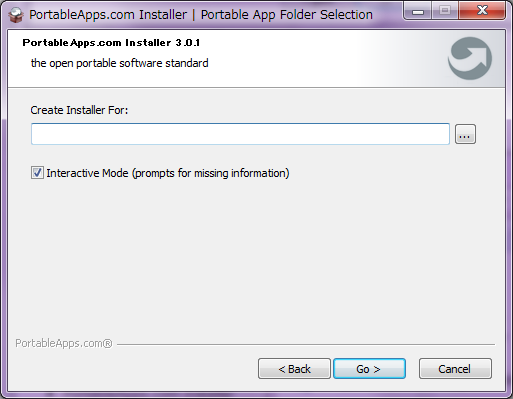 PortableApps.com Installer | Portable App Folder Selection
PortableApps.com Installer 3.0.1
the open portable software standard
Create Installer For:
...
Interactive Mode (prompts for missing information)
PortableApps.com®
< Back
Go >
Cancel